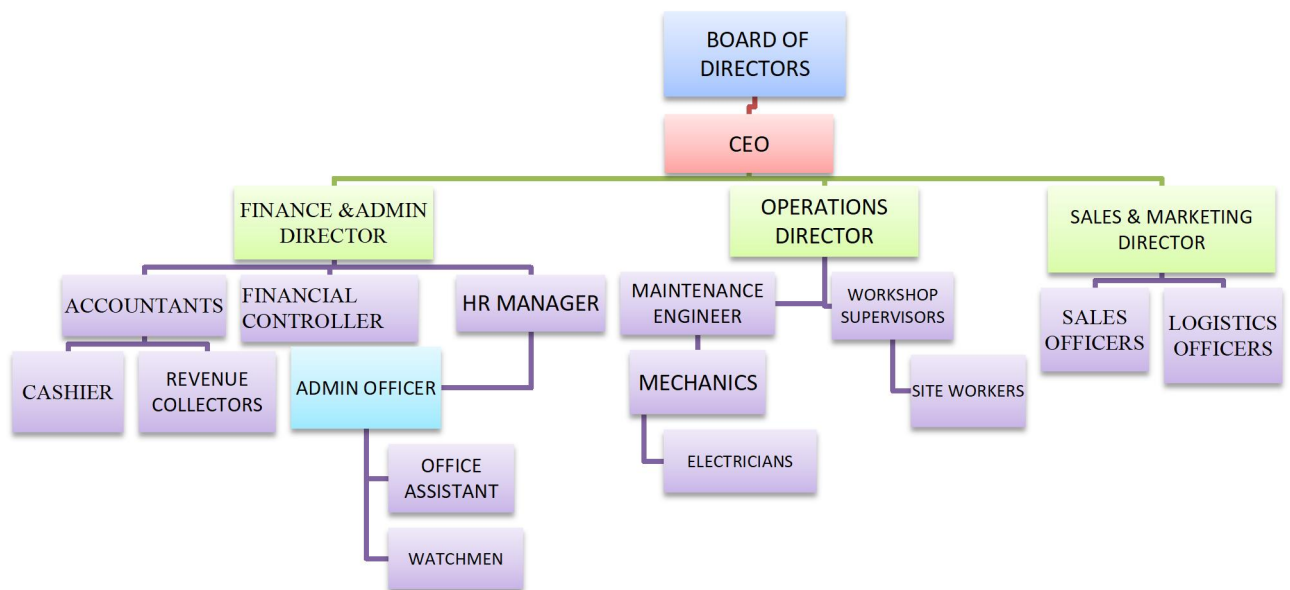 BOARD OF
DIRECTORS
CEO
FINANCE &ADMIN
DIRECTOR
OPERATIONS
DIRECTOR
SALES & MARKETING
DIRECTOR
ACCOUNTANTS
FINANCIAL
CONTROLLER
HR MANAGER
MAINTENANCE
ENGINEER
WORKSHOP
SUPERVISORS
SALES
OFFICERS
LOGISTICS
OFFICERS
CASHIER
REVENUE
COLLECTORS
ADMIN OFFICER
MECHANICS
SITE WORKERS
OFFICE
ASSISTANT
ELECTRICIANS
WATCHMEN